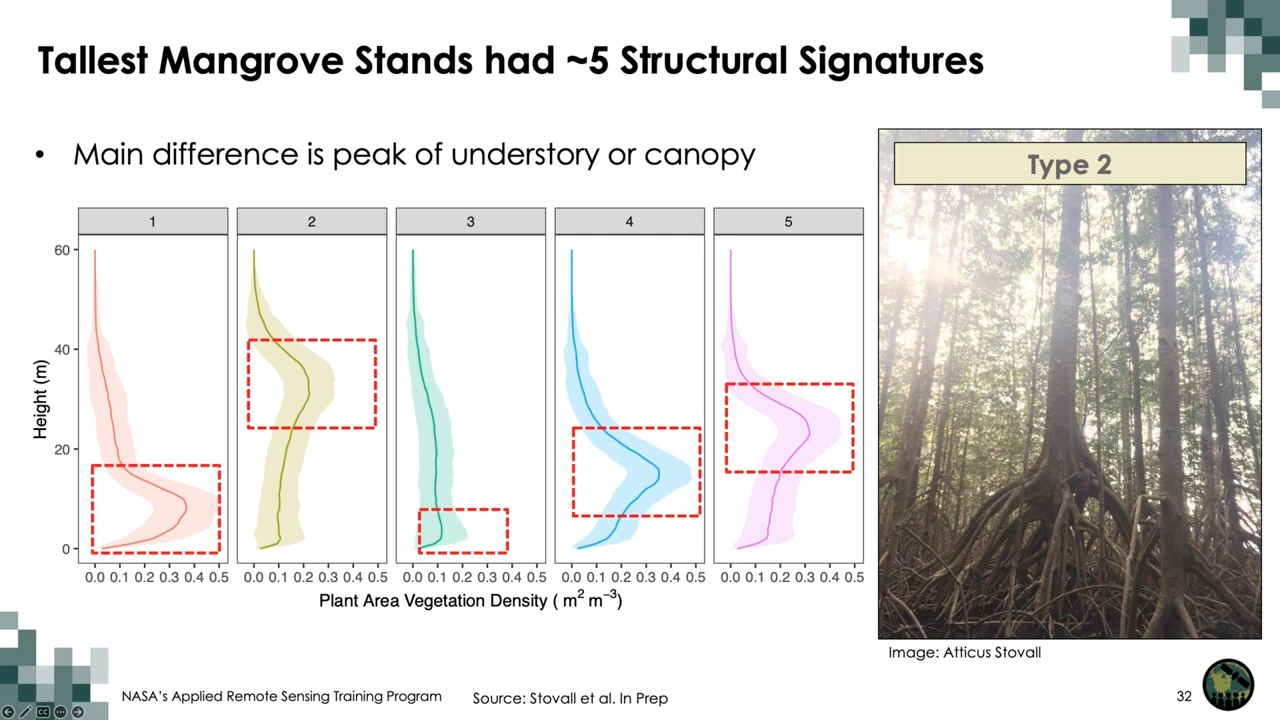 Tallest Mangrove Stands had ~5 Structural Signatures
• Main difference is peak of understory or canopy
Type 2
1 2 3 4 5
60
40
20
0
Height (m)
0.0 0.1 0.2 0.3 0.4 0.5 0.0 0.1 0.2 0.3 0.4 0.5 0.0 0.1 0.2 0.3 0.4 0.5 0.0 0.1 0.2 0.3 0.4 0.5 0.0 0.1 0.2 0.3 0.4 0.5
Plant Area Vegetation Density ( m² m⁻³)
Image: Atticus Stovall
NASA's Applied Remote Sensing Training Program
Source: Stovall et al. In Prep
32
CC